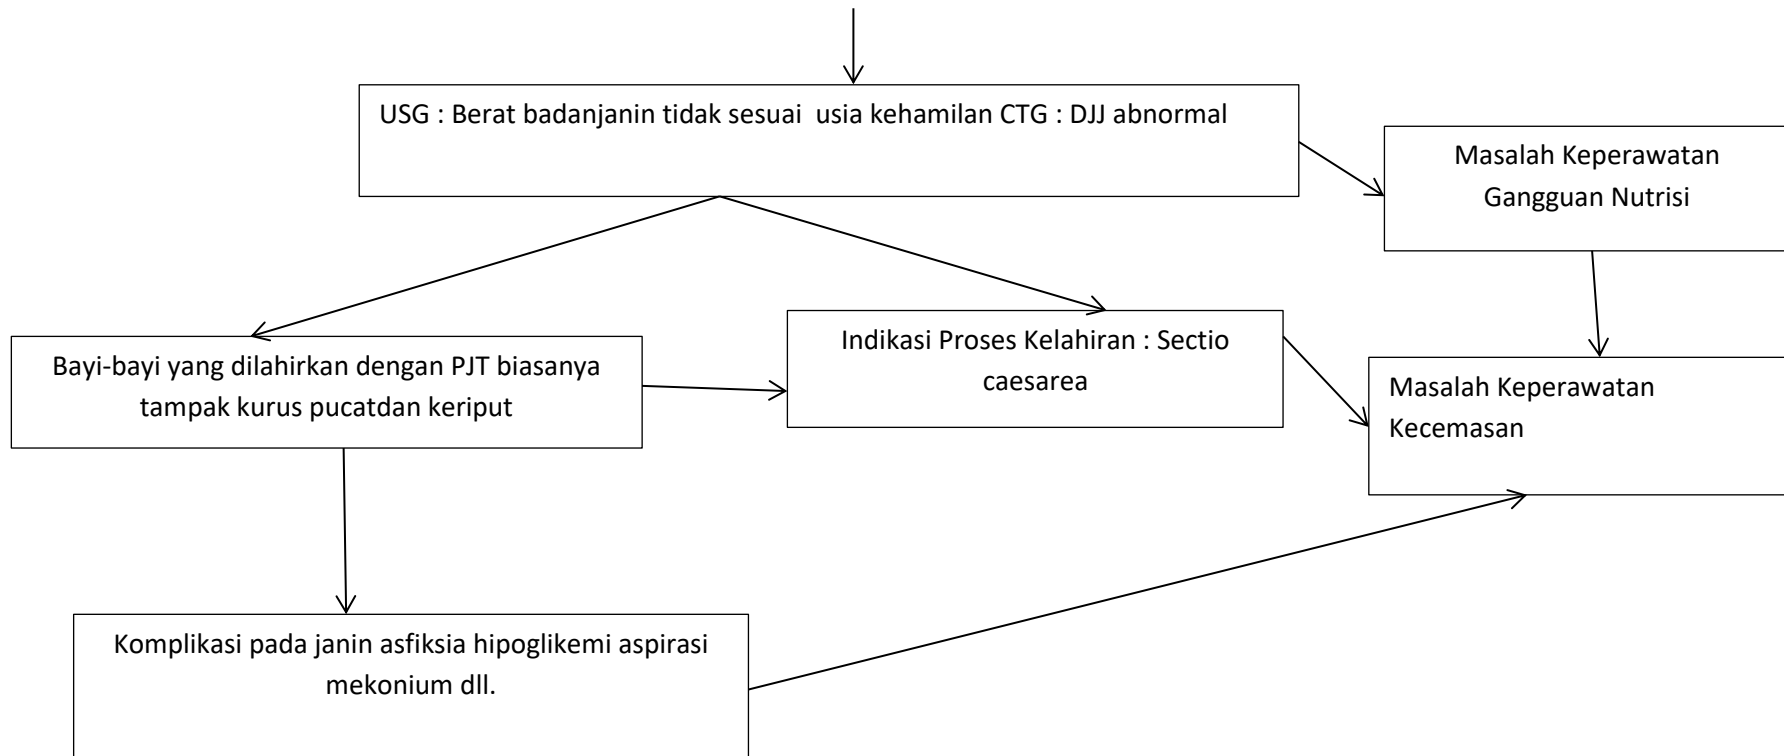 USG : Berat badanjanin tidak sesuai  usia kehamilan CTG : DJJ abnormal
Masalah Keperawatan
Gangguan Nutrisi
Bayi-bayi yang dilahirkan dengan PJT biasanya
tampak kurus pucatdan keriput
Indikasi Proses Kelahiran : Sectio
caesarea
Masalah Keperawatan
Kecemasan
Komplikasi pada janin asfiksia hipoglikemi aspirasi
mekonium dll.